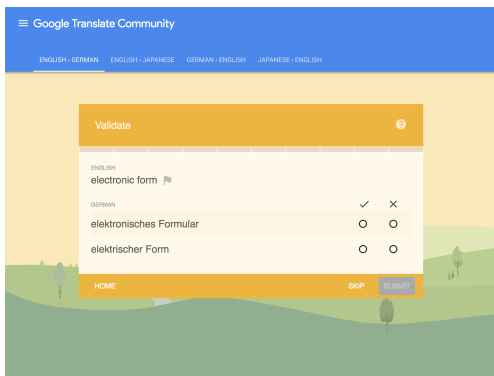 Google Translate Community
ENGLISH › GERMAN ENGLISH › JAPANESE GERMAN › ENGLISH JAPANESE › ENGLISH
Validate
ENGLISH
electronic form
GERMAN
elektronisches Formular
elektrischer Form
HOME SKIP SUBMIT